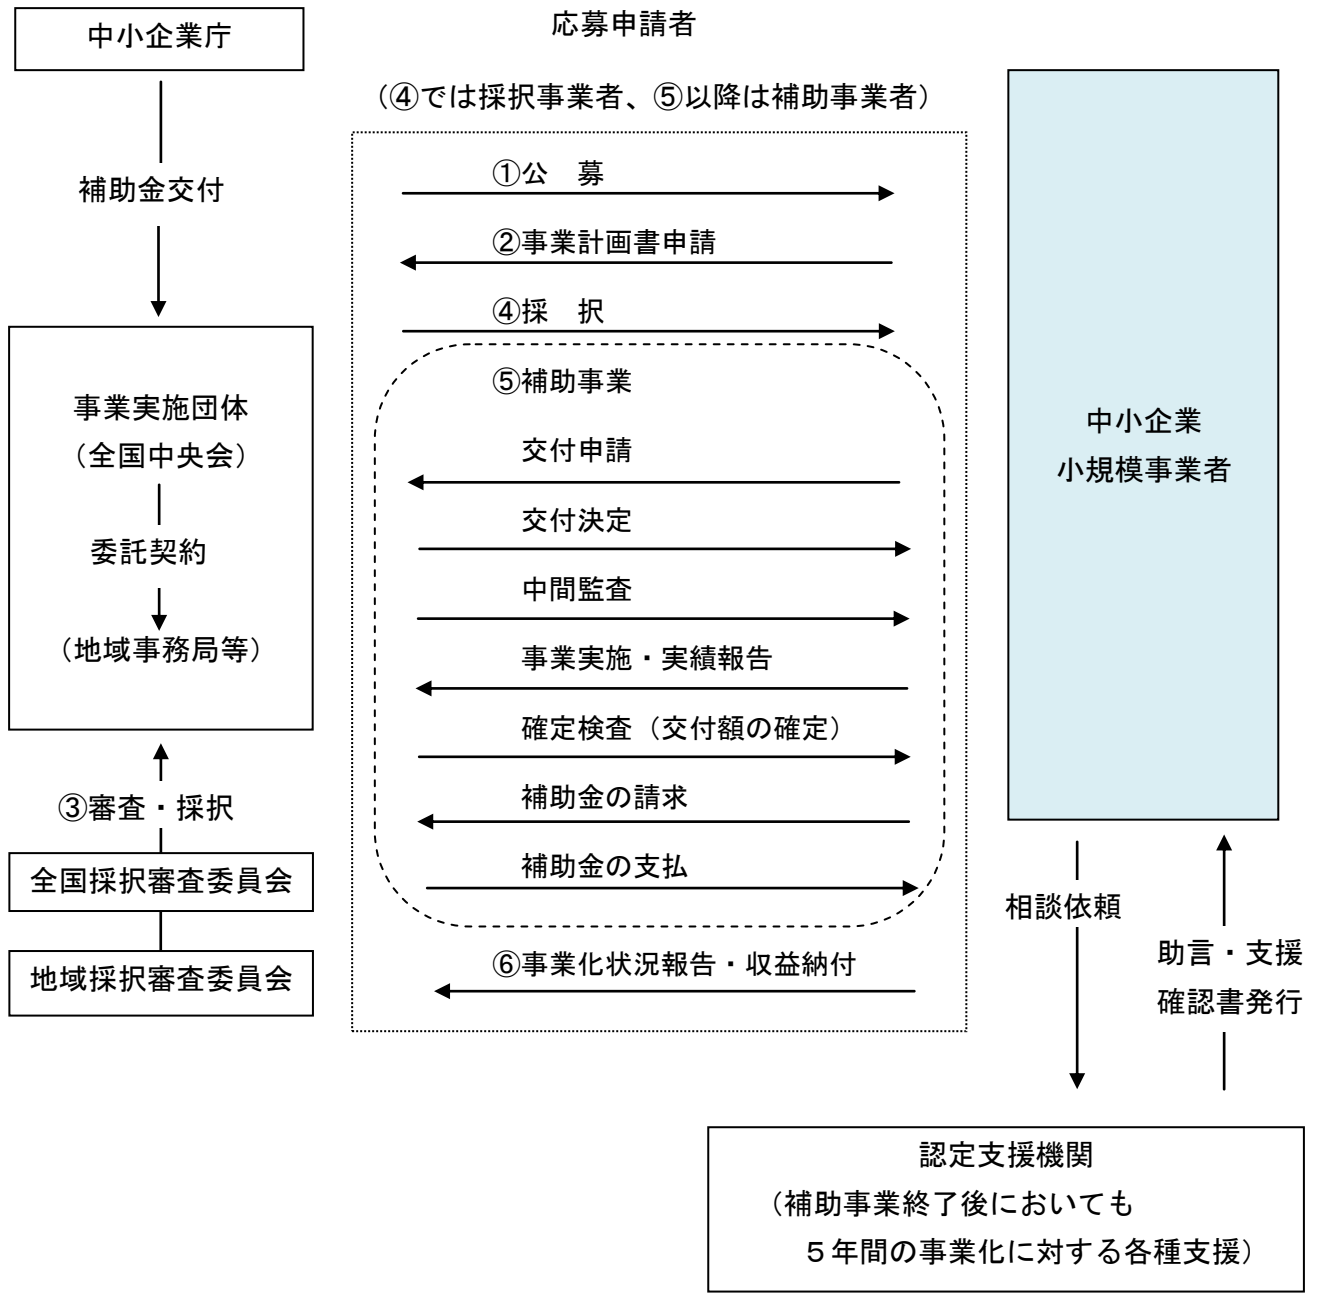 中小企業庁
応募申請者
（④では採択事業者、⑤以降は補助事業者）
補助金交付
①公　募
②事業計画書申請
④採　択
⑤補助事業
交付申請
交付決定
中間監査
事業実施・実績報告
確定検査（交付額の確定）
補助金の請求
補助金の支払
⑥事業化状況報告・収益納付
事業実施団体
（全国中央会）
委託契約
（地域事務局等）
③審査・採択
全国採択審査委員会
地域採択審査委員会
中小企業
小規模事業者
相談依頼
助言・支援
確認書発行
認定支援機関
（補助事業終了後においても
５年間の事業化に対する各種支援）